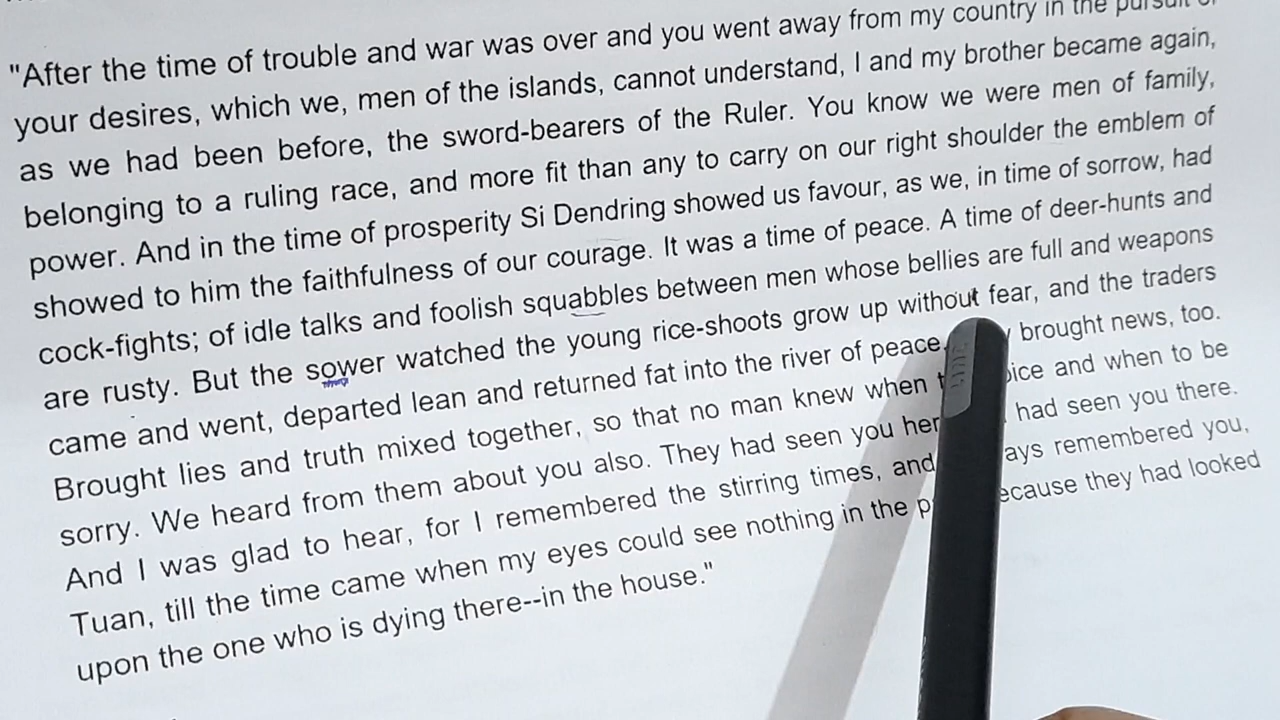 "After the time of trouble and war was over and you went away from my country in the pursuit of
your desires, which we, men of the islands, cannot understand, I and my brother became again,
as we had been before, the sword-bearers of the Ruler. You know we were men of family,
belonging to a ruling race, and more fit than any to carry on our right shoulder the emblem of
power. And in the time of prosperity Si Dendring showed us favour, as we, in time of sorrow, had
showed to him the faithfulness of our courage. It was a time of peace. A time of deer-hunts and
cock-fights; of idle talks and foolish squabbles between men whose bellies are full and weapons
are rusty. But the sower watched the young rice-shoots grow up without fear, and the traders
came and went, departed lean and returned fat into the river of peace. brought news, too.
Brought lies and truth mixed together, so that no man knew when and when to be
sorry. We heard from them about you also. They had seen you had seen you there.
And I was glad to hear, for I remembered the stirring times, and remembered you,
Tuan, till the time came when my eyes could see nothing in the they had looked
upon the one who is dying there--in the house."